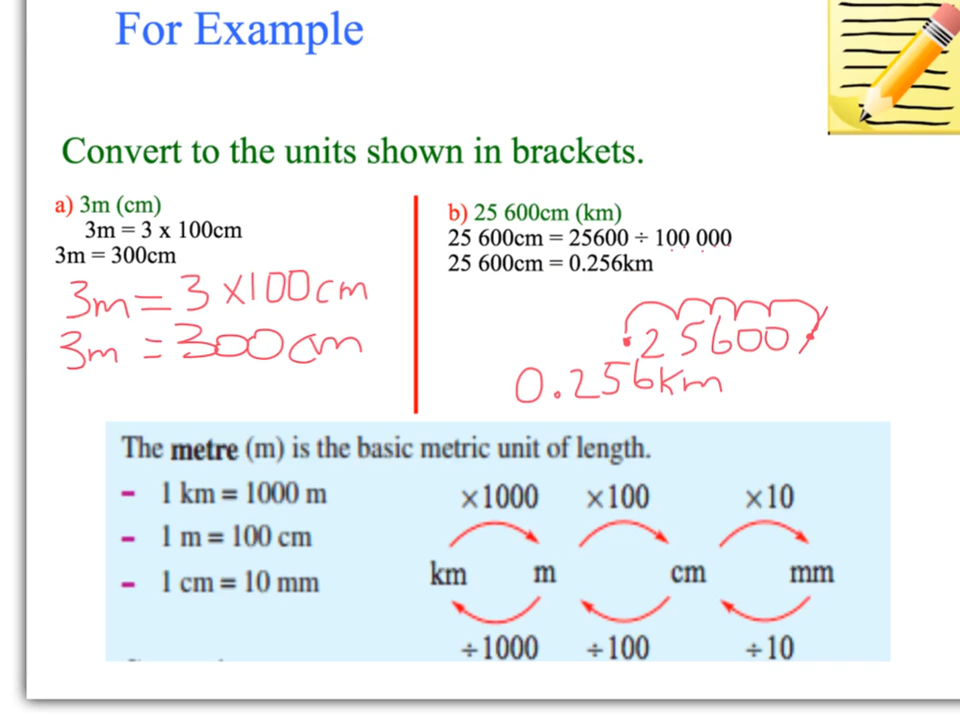 For Example
Convert to the units shown in brackets.
a) 3m (cm)
3m = 3 x 100cm
3m = 300cm
3m = 3 x100cm
3m = 300cm
b) 25 600cm (km)
25 600cm = 25600 ÷ 100 000
25 600cm = 0.256km
.25600
0.256km
The metre (m) is the basic metric unit of length.
- 1 km = 1000 m
- 1 m = 100 cm
- 1 cm = 10 mm
×1000 ×100 ×10
km m cm mm
÷1000 ÷100 ÷10